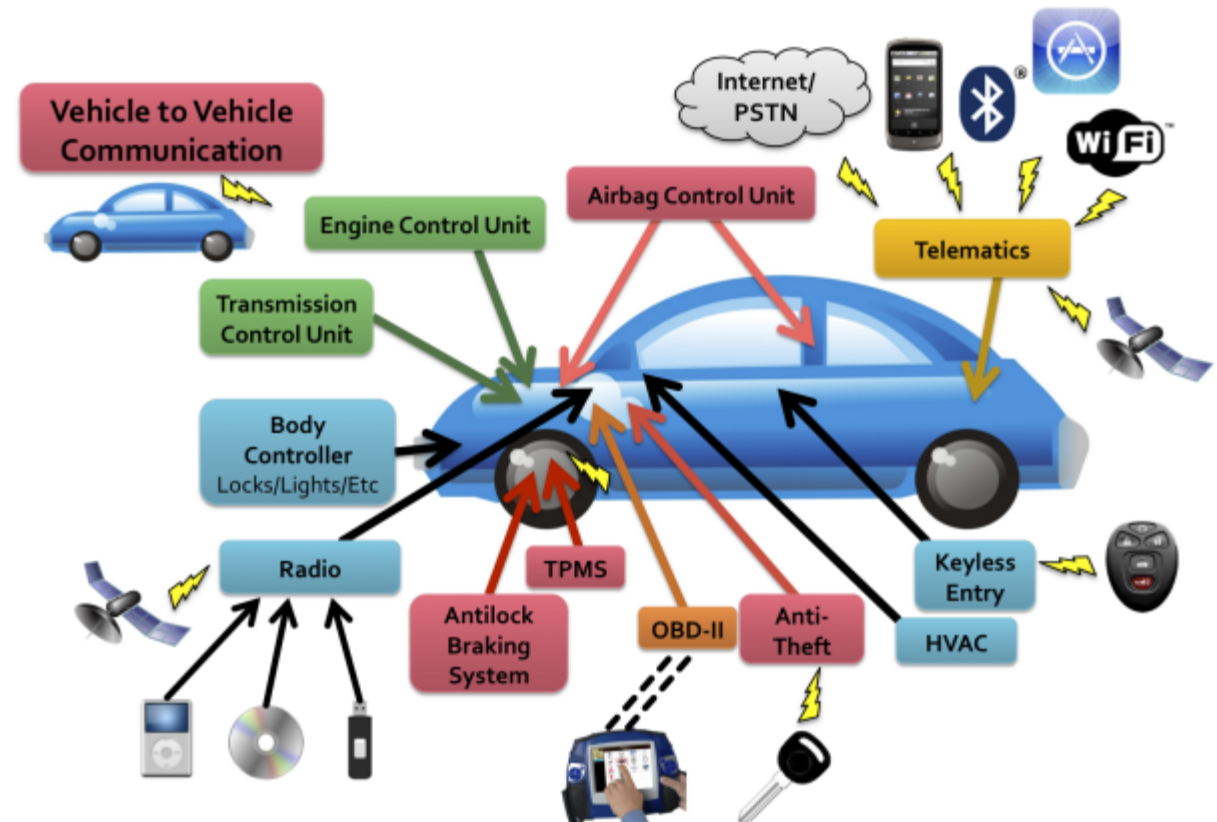 Internet/
PSTN
®
Wi Fi™
Vehicle to Vehicle
Communication
Airbag Control Unit
Engine Control Unit
Telematics
Transmission
Control Unit
Body
Controller
Locks/Lights/Etc
Radio
TPMS
Keyless
Entry
Antilock
Braking
System
OBD-II
Anti-
Theft
HVAC